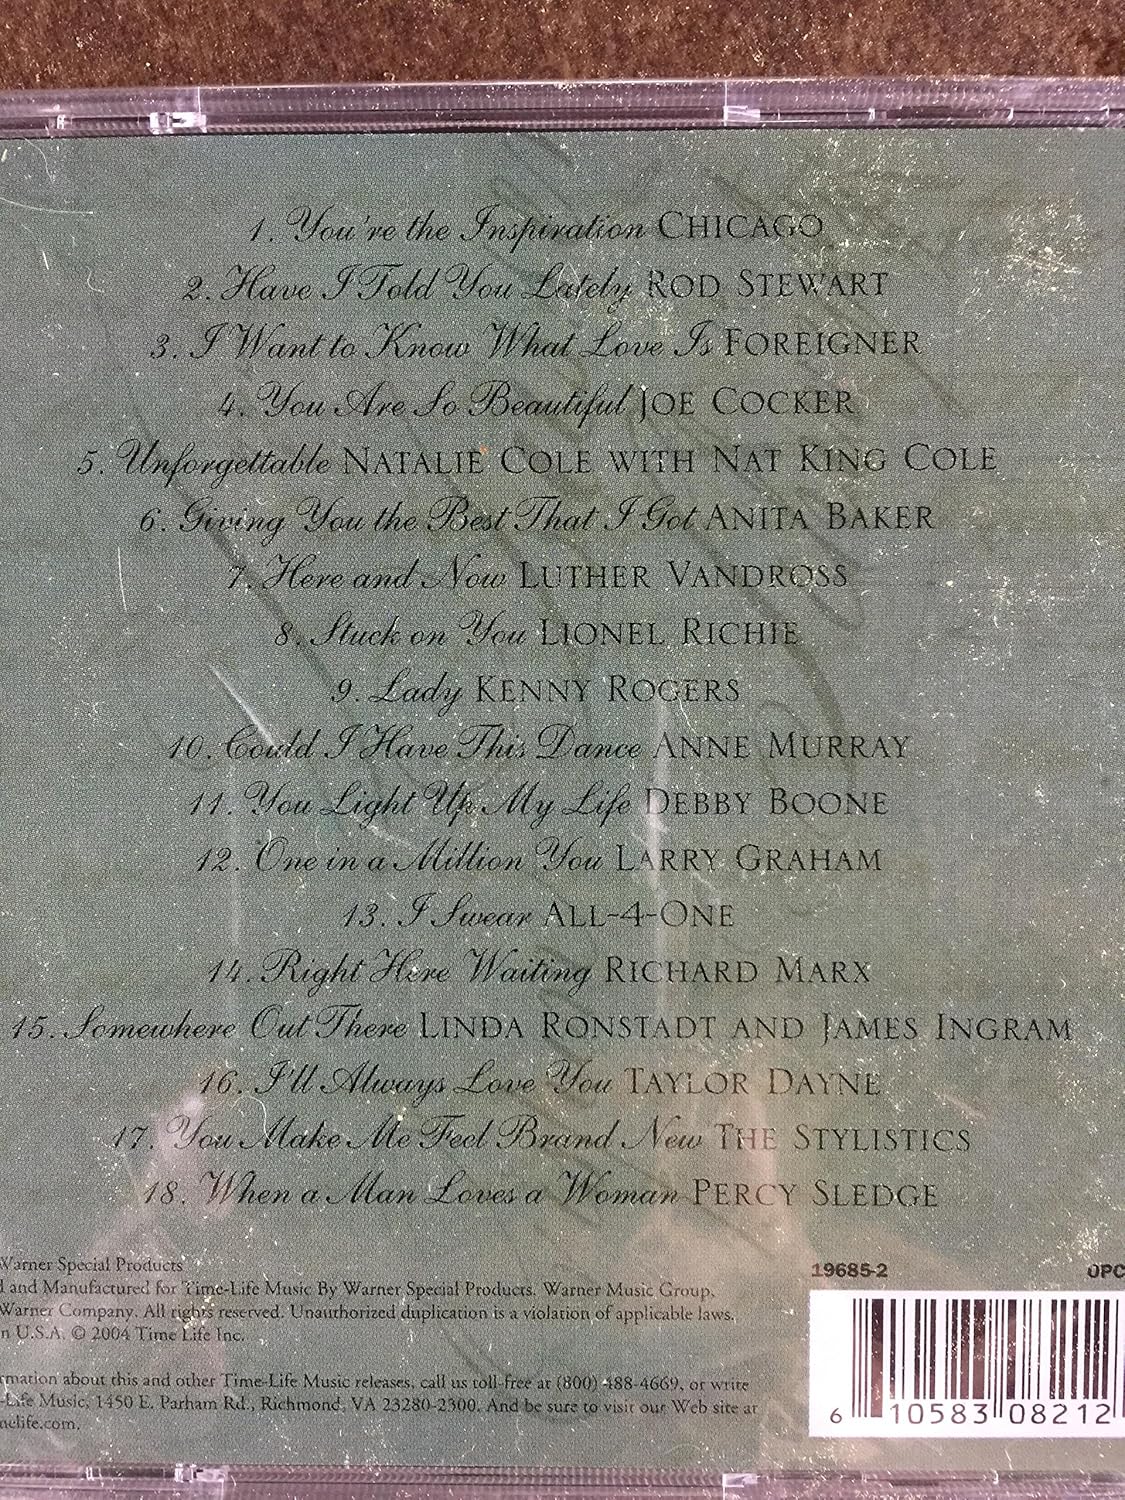 1. You're the Inspiration CHICAGO
2. Have I Told You Lately ROD STEWART
3. I Want to Know What Love Is FOREIGNER
4. You Are So Beautiful JOE COCKER
5. Unforgettable NATALIE COLE WITH NAT KING COLE
6. Giving You the Best That I Got ANITA BAKER
7. Here and Now LUTHER VANDROSS
8. Stuck on You LIONEL RICHIE
9. Lady KENNY ROGERS
10. Could I Have This Dance ANNE MURRAY
11. You Light Up My Life DEBBY BOONE
12. One in a Million You LARRY GRAHAM
13. I Swear ALL-4-ONE
14. Right Here Waiting RICHARD MARX
15. Somewhere Out There LINDA RONSTADT AND JAMES INGRAM
16. I'll Always Love You TAYLOR DAYNE
17. You Make Me Feel Brand New THE STYLISTICS
18. When a Man Loves a Woman PERCY SLEDGE
Warner Special Products
d and Manufactured for Time-Life Music By Warner Special Products. Warner Music Group,
Warner Company. All rights reserved. Unauthorized duplication is a violation of applicable laws.
n U.S.A. © 2004 Time Life Inc.
rmation about this and other Time-Life Music releases, call us toll-free at (800) 488-4669, or write
-Life Music, 1450 E. Parham Rd., Richmond, VA 23280-2300. And be sure to visit our Web site at
melife.com.
19685-2 OPC
6 10583 08212